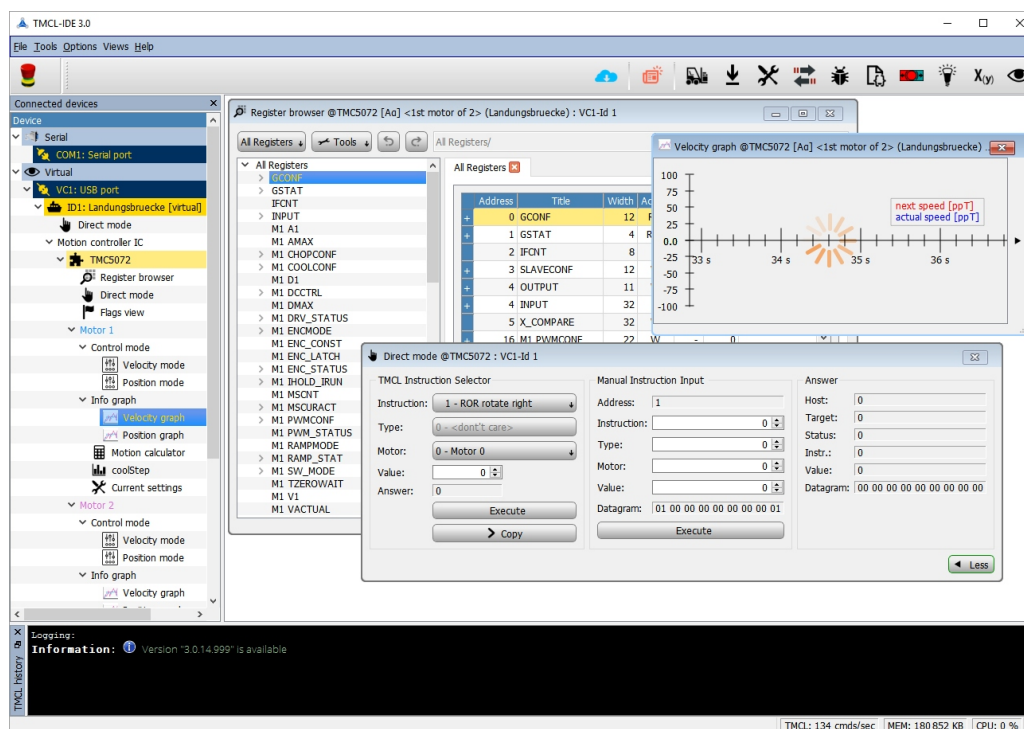 TMCL-IDE 3.0
File Tools Options Views Help
X(y)
Connected devices
Device
Serial
COM1: Serial port
Virtual
VC1: USB port
ID1: Landungsbruecke [virtual]
Direct mode
Motion controller IC
TMC5072
Register browser
Direct mode
Flags view
Motor 1
Control mode
Velocity mode
Position mode
Info graph
Velocity graph
Position graph
Motion calculator
coolStep
Current settings
Motor 2
Control mode
Velocity mode
Position mode
Info graph
Velocity graph
Register browser @TMC5072 [Aq] <1st motor of 2> (Landungsbruecke) : VC1-Id 1
All Registers
Tools
All Registers/
All Registers
GCONF
GSTAT
IFCNT
INPUT
M1 A1
M1 AMAX
M1 CHOPCONF
M1 COOLCONF
M1 D1
M1 DCCTRL
M1 DMAX
M1 DRV_STATUS
M1 ENCMODE
M1 ENC_CONST
M1 ENC_LATCH
M1 ENC_STATUS
M1 IHOLD_IRUN
M1 MSCNT
M1 MSCURACT
M1 PWMCONF
M1 PWM_STATUS
M1 RAMPMODE
M1 RAMP_STAT
M1 SW_MODE
M1 TZEROWAIT
M1 V1
M1 VACTUAL
All Registers
Address Title Width
0 GCONF 12
1 GSTAT 4
2 IFCNT 8
3 SLAVECONF 12
4 OUTPUT 11
4 INPUT 32
5 X_COMPARE 32
16 M1 PWMCONF 22 W - 0
Velocity graph @TMC5072 [Aq] <1st motor of 2> (Landungsbruecke)
100
75
50
25
0.0
-25
-50
-75
-100
33 s 34 s 35 s 36 s
next speed [ppT]
actual speed [ppT]
Direct mode @TMC5072 : VC1-Id 1
TMCL Instruction Selector
Instruction: 1 - ROR rotate right
Type: 0 - <don't care>
Motor: 0 - Motor 0
Value: 0
Answer: 0
Execute
Copy
Manual Instruction Input
Address: 1
Instruction: 0
Type: 0
Motor: 0
Value: 0
Datagram: 01 00 00 00 00 00 00 00 01
Execute
Answer
Host: 0
Target: 0
Status: 0
Instr.: 0
Value: 0
Datagram: 00 00 00 00 00 00 00 00 00
Less
TMCL history
Logging:
Information: Version "3.0.14.999" is available
TMCL: 134 cmds/sec MEM: 180852 KB CPU: 0 %